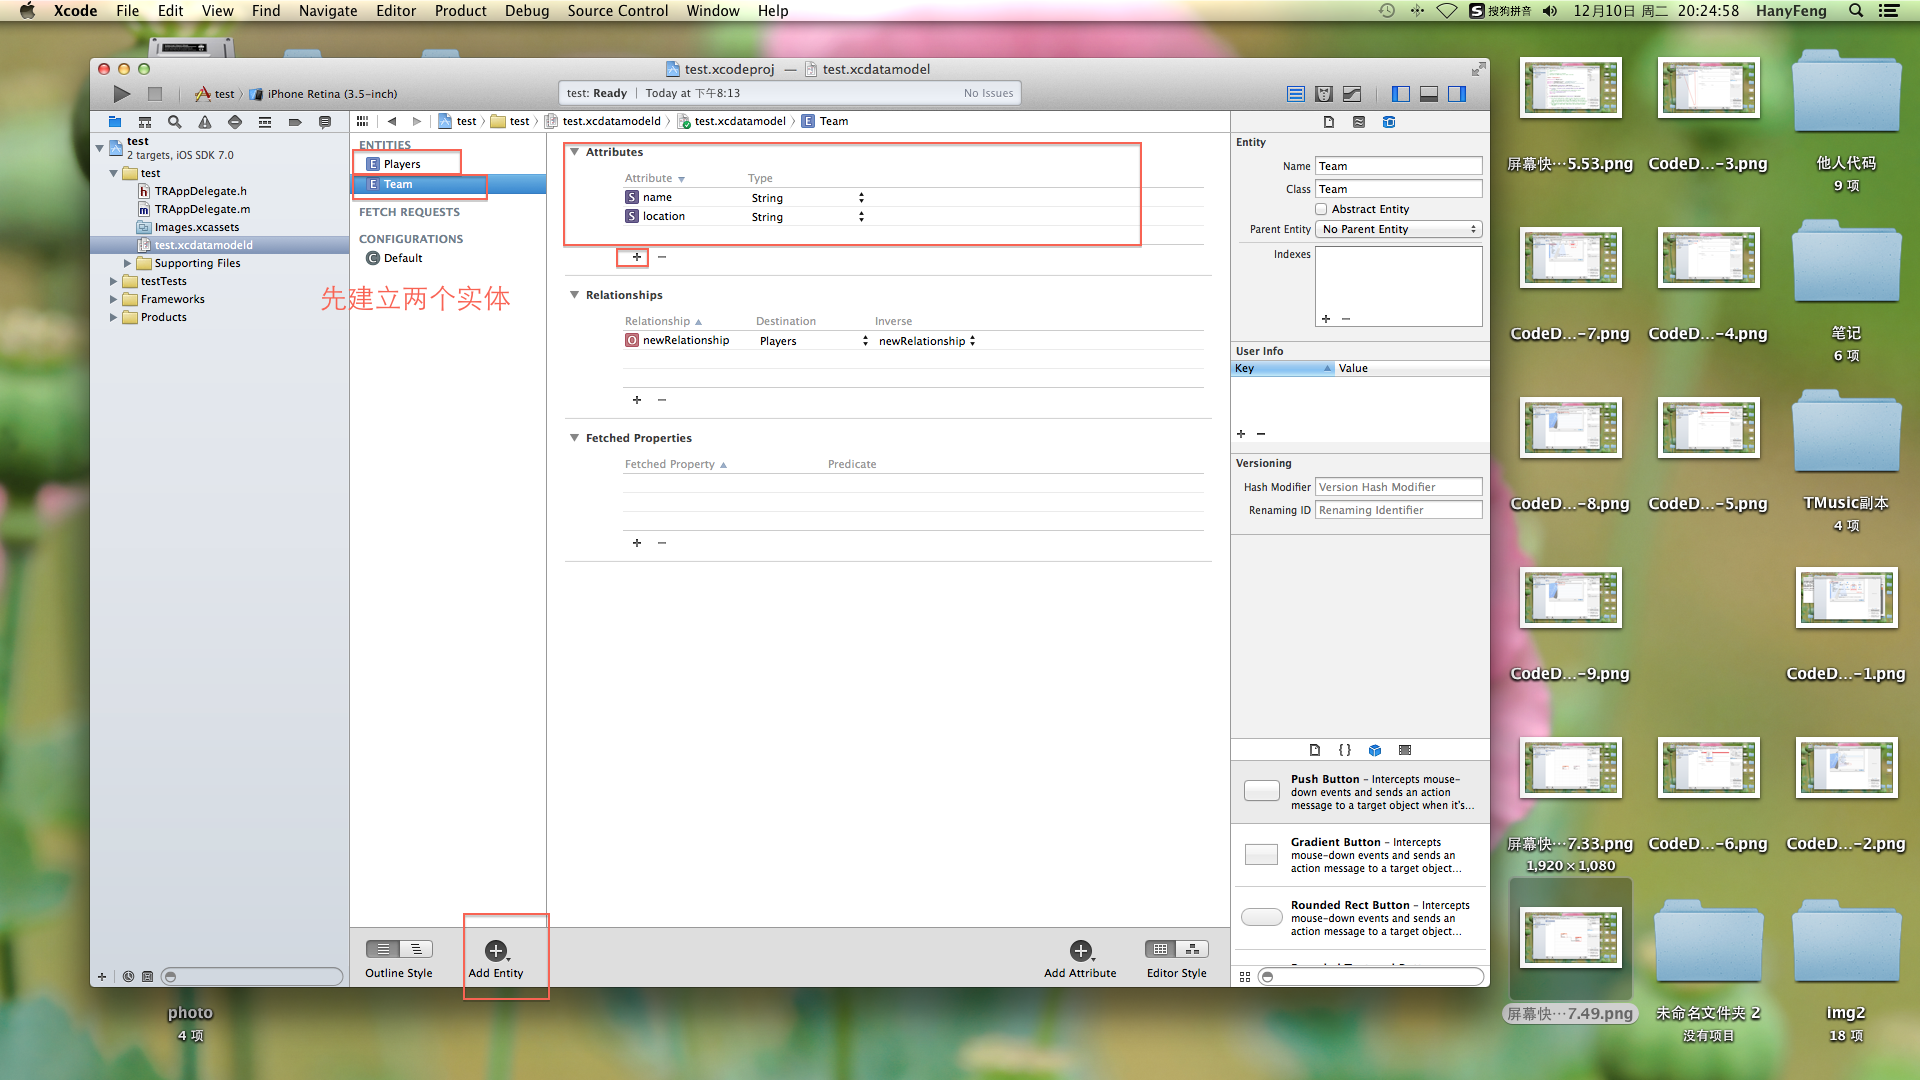 Xcode File Edit View Find Navigate Editor Product Debug Source Control Window Help
搜狗拼音 12月10日 周二 20:24:58 HanyFeng
test.xcodeproj — test.xcdatamodel
test iPhone Retina (3.5-inch)
test: Ready Today at 下午8:13 No Issues
test test test.xcdatamodeld test.xcdatamodel Team
test
2 targets, iOS SDK 7.0
test
TRAppDelegate.h
TRAppDelegate.m
Images.xcassets
test.xcdatamodeld
Supporting Files
testTests
Frameworks
Products
ENTITIES
Players
Team
FETCH REQUESTS
CONFIGURATIONS
Default
先建立两个实体
Attributes
Attribute Type
name String
location String
Relationships
Relationship Destination Inverse
newRelationship Players newRelationship
Fetched Properties
Fetched Property Predicate
Outline Style
Add Entity
Add Attribute
Editor Style
Entity
Name Team
Class Team
Abstract Entity
Parent Entity No Parent Entity
Indexes
User Info
Key Value
Versioning
Hash Modifier Version Hash Modifier
Renaming ID Renaming Identifier
Push Button – Intercepts mouse-
down events and sends an action
message to a target object when it's...
Gradient Button – Intercepts
mouse-down events and sends an
action message to a target object...
Rounded Rect Button – Intercepts
mouse-down events and sends an
action message to a target object...
屏幕快…5.53.png CodeD...-3.png 他人代码
9 项
CodeD...-7.png CodeD...-4.png 笔记
6 项
CodeD...-8.png CodeD...-5.png TMusic副本
4 项
CodeD...-9.png CodeD...-1.png
屏幕快…7.33.png CodeD...-6.png CodeD...-2.png
1,920 × 1,080
屏幕快…7.49.png 未命名文件夹 2 img2
没有项目 18 项
photo
4 项